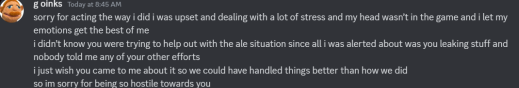 g oinks Today at 8:45 AM
sorry for acting the way i did i was upset and dealing with a lot of stress and my head wasn't in the game and i let my
emotions get the best of me
i didn't know you were trying to help out with the ale situation since all i was alerted about was you leaking stuff and
nobody told me any of your other efforts
i just wish you came to me about it so we could have handled things better than how we did
so im sorry for being so hostile towards you